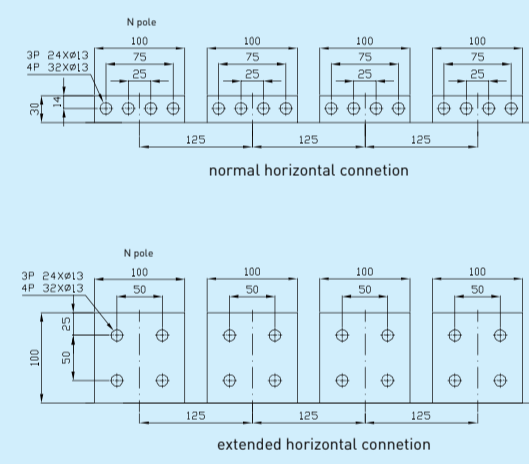 N pole
100 100 100 100
3P 24XØ13
4P 32XØ13
75 75 75 75
25 25 25 25
30
14
125 125 125
normal horizontal connetion
N pole
100 100 100 100
3P 24XØ13
4P 32XØ13
50 50 50 50
25
100
50
125 125 125
extended horizontal connetion